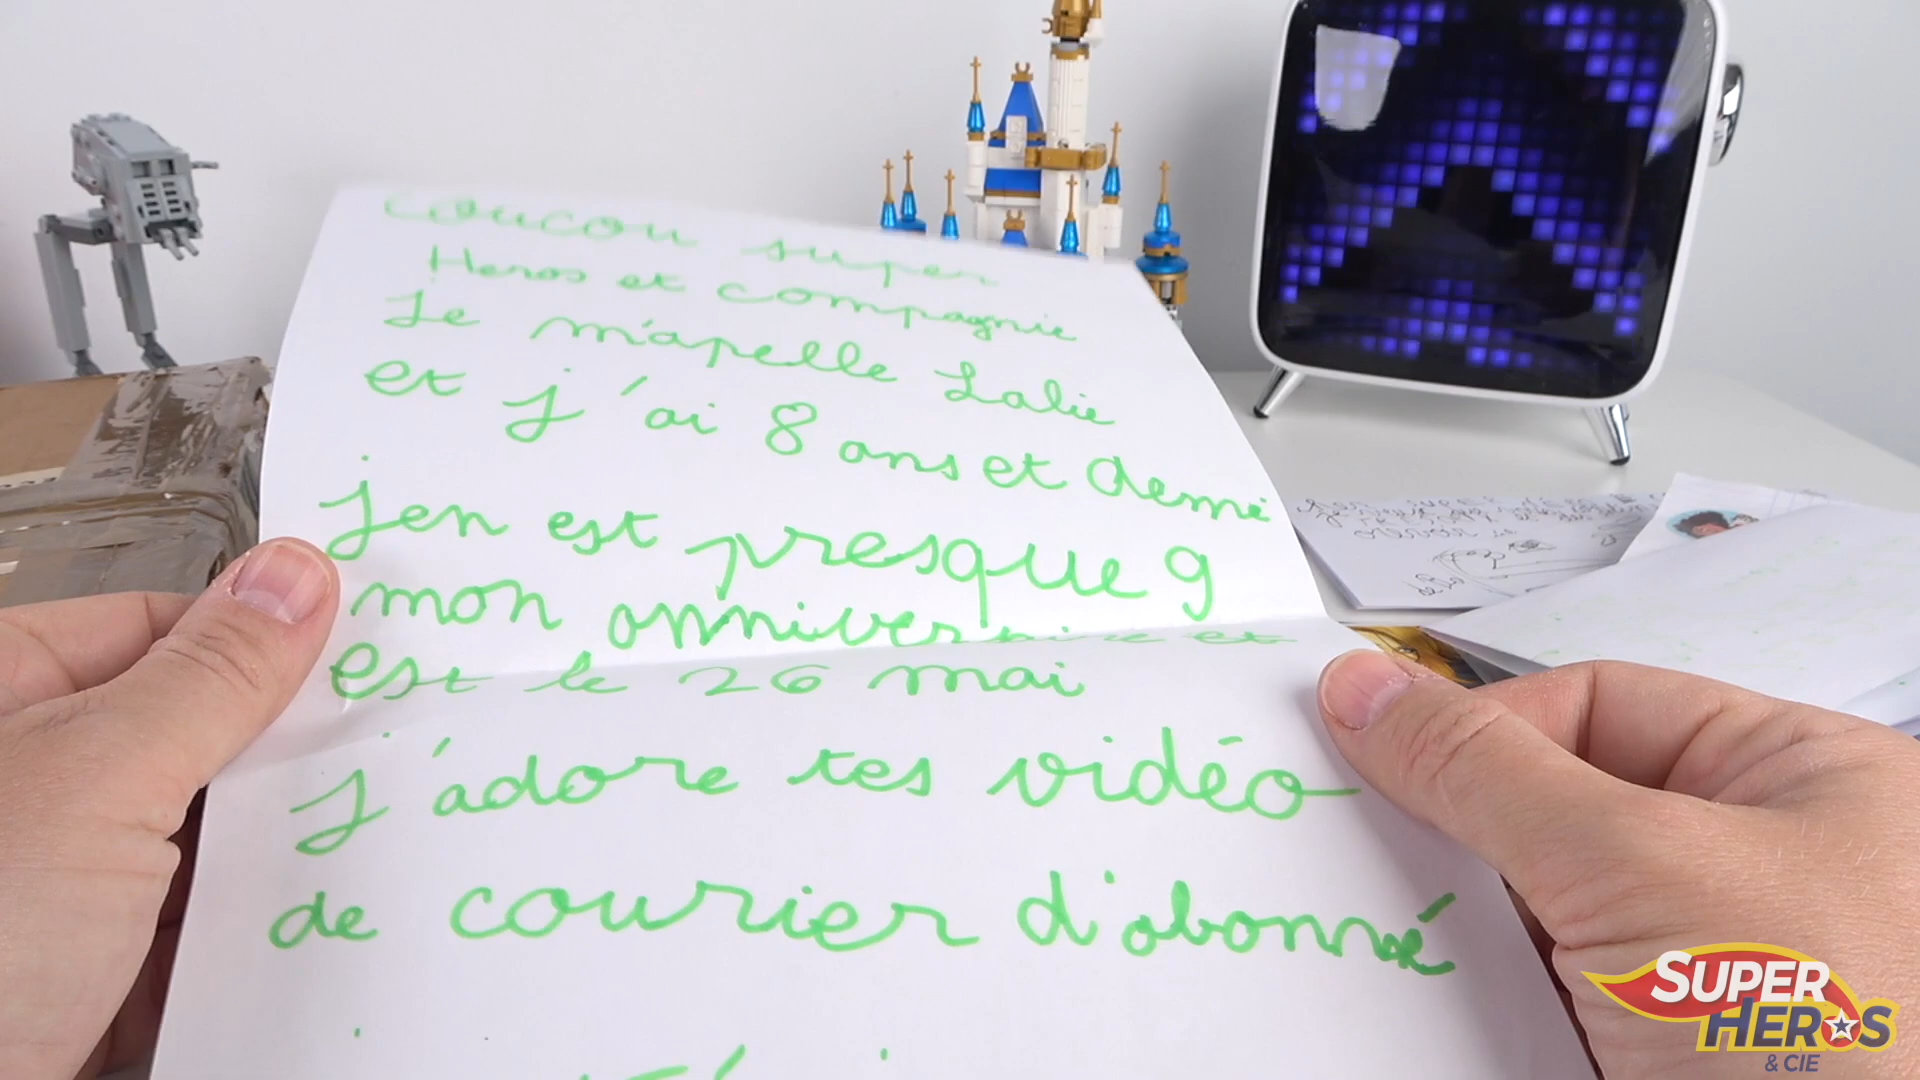 coucou super
Heros et compagnie
Je m'apelle Lalie
et j'ai 8 ans et demi
j'en est presque 9
mon anniversaire et
est le 26 mai
j'adore tes vidéo
de courier d'abonné
SUPER
HEROS
& CIE